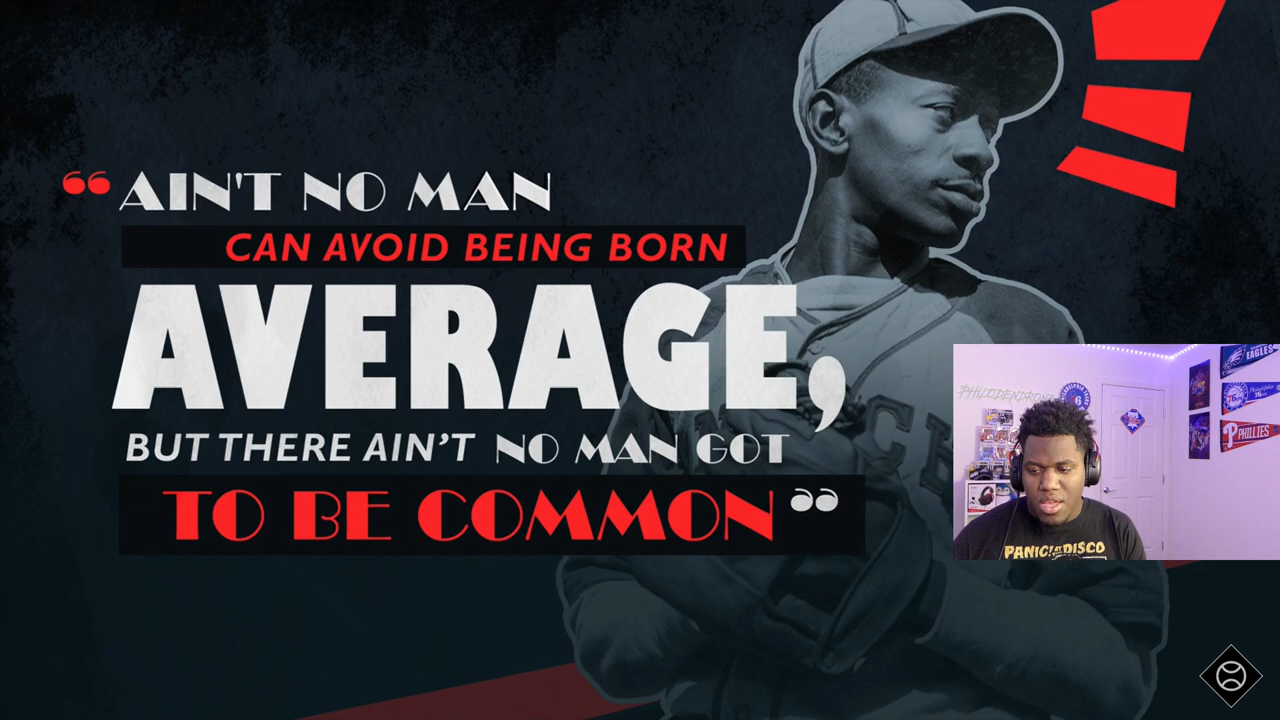 “AIN'T NO MAN
CAN AVOID BEING BORN
AVERAGE,
BUT THERE AIN’T NO MAN GOT
TO BE COMMON”
EAGLES
PHILODENDRON
PHILLIES
PANIC! AT THE DISCO